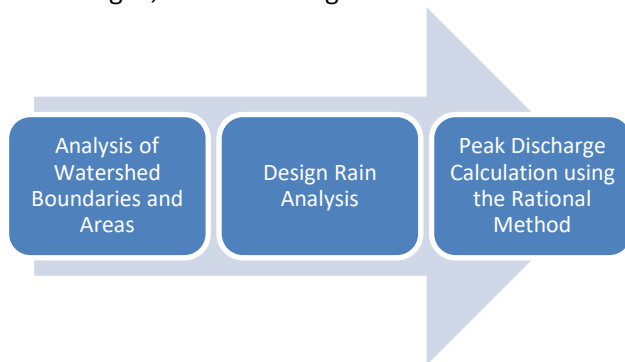 Analysis of
Watershed
Boundaries and
Areas
Design Rain
Analysis
Peak Discharge
Calculation using
the Rational
Method